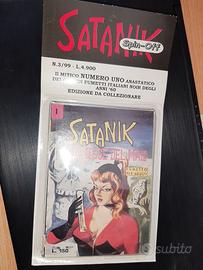 SATANIK
Spin-Off
N.3/99 - L.4.900
IL MITICO NUMERO UNO ANASTATICO
DEI FUMETTI ITALIANI NOIR DEGLI
ANNI '60
EDIZIONE DA COLLEZIONARE
1
SATANIK
L. 150
subito